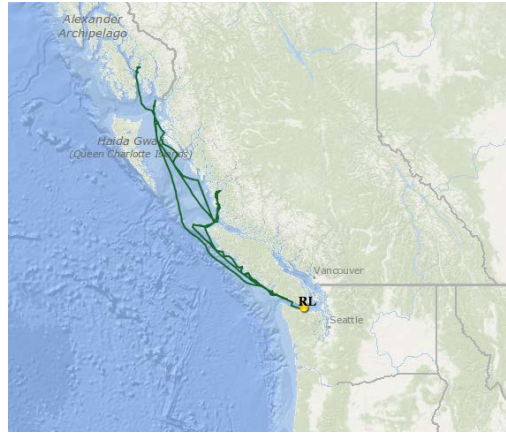 Alexander
Archipelago
Haida Gwaii
(Queen Charlotte Islands)
Vancouver
RL
Seattle